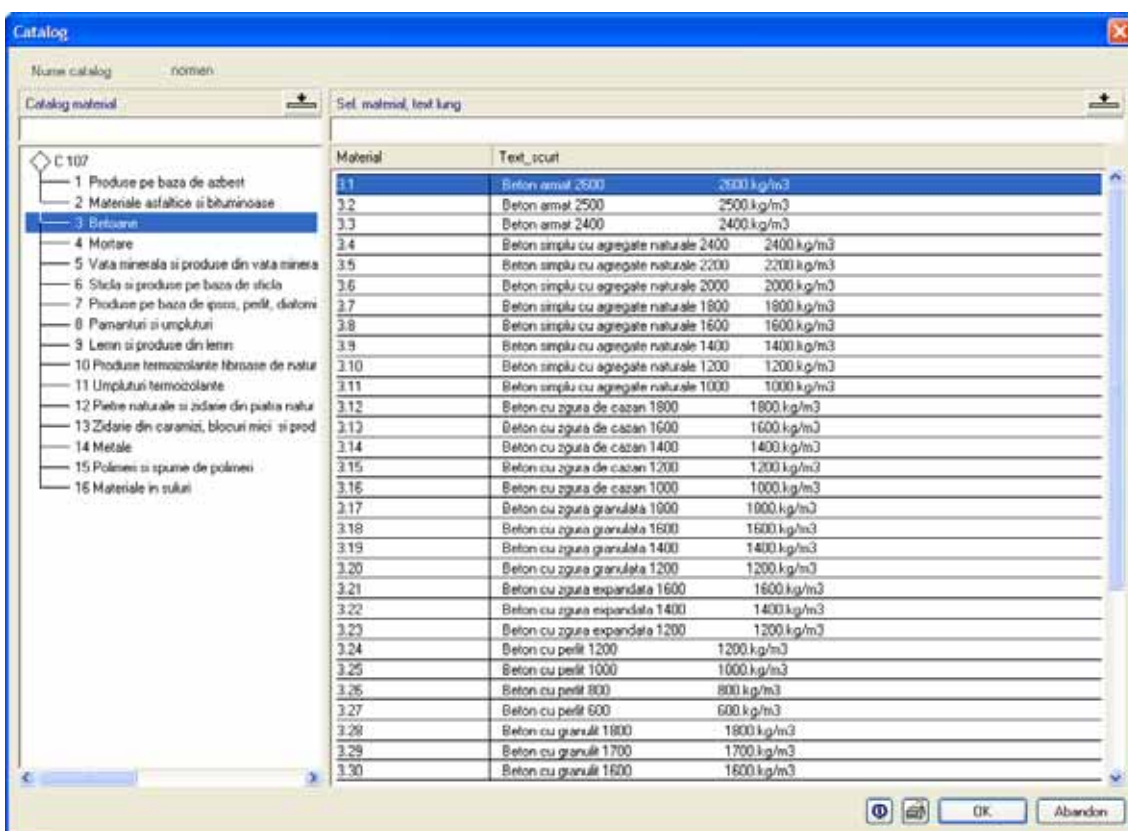 Catalog
Nume catalog nomen
Catalog material
Sel. material, text lung
C 107
1 Produse pe baza de azbest
2 Materiale asfaltice si bituminoase
3 Betoane
4 Mortare
5 Vata minerala si produse din vata minera
6 Sticla si produse pe baza de sticla
7 Produse pe baza de ipsos, perlit, diatomi
8 Pamanturi si umpluturi
9 Lemn si produse din lemn
10 Produse termoizolante fibroase de natur
11 Umpluturi termoizolante
12 Pietre naturale si zidarie din piatra natur
13 Zidarie din caramizi, blocuri mici si prod
14 Metale
15 Polimeri si spume de polimeri
16 Materiale in suluri
Material Text_scurt
3.1 Beton armat 2600 2600.kg/m3
3.2 Beton armat 2500 2500.kg/m3
3.3 Beton armat 2400 2400.kg/m3
3.4 Beton simplu cu agregate naturale 2400 2400.kg/m3
3.5 Beton simplu cu agregate naturale 2200 2200.kg/m3
3.6 Beton simplu cu agregate naturale 2000 2000.kg/m3
3.7 Beton simplu cu agregate naturale 1800 1800.kg/m3
3.8 Beton simplu cu agregate naturale 1600 1600.kg/m3
3.9 Beton simplu cu agregate naturale 1400 1400.kg/m3
3.10 Beton simplu cu agregate naturale 1200 1200.kg/m3
3.11 Beton simplu cu agregate naturale 1000 1000.kg/m3
3.12 Beton cu zgura de cazan 1800 1800.kg/m3
3.13 Beton cu zgura de cazan 1600 1600.kg/m3
3.14 Beton cu zgura de cazan 1400 1400.kg/m3
3.15 Beton cu zgura de cazan 1200 1200.kg/m3
3.16 Beton cu zgura de cazan 1000 1000.kg/m3
3.17 Beton cu zgura granulata 1800 1800.kg/m3
3.18 Beton cu zgura granulata 1600 1600.kg/m3
3.19 Beton cu zgura granulata 1400 1400.kg/m3
3.20 Beton cu zgura granulata 1200 1200.kg/m3
3.21 Beton cu zgura expandata 1600 1600.kg/m3
3.22 Beton cu zgura expandata 1400 1400.kg/m3
3.23 Beton cu zgura expandata 1200 1200.kg/m3
3.24 Beton cu perlit 1200 1200.kg/m3
3.25 Beton cu perlit 1000 1000.kg/m3
3.26 Beton cu perlit 800 800.kg/m3
3.27 Beton cu perlit 600 600.kg/m3
3.28 Beton cu granulit 1800 1800.kg/m3
3.29 Beton cu granulit 1700 1700.kg/m3
3.30 Beton cu granulit 1600 1600.kg/m3
OK Abandon